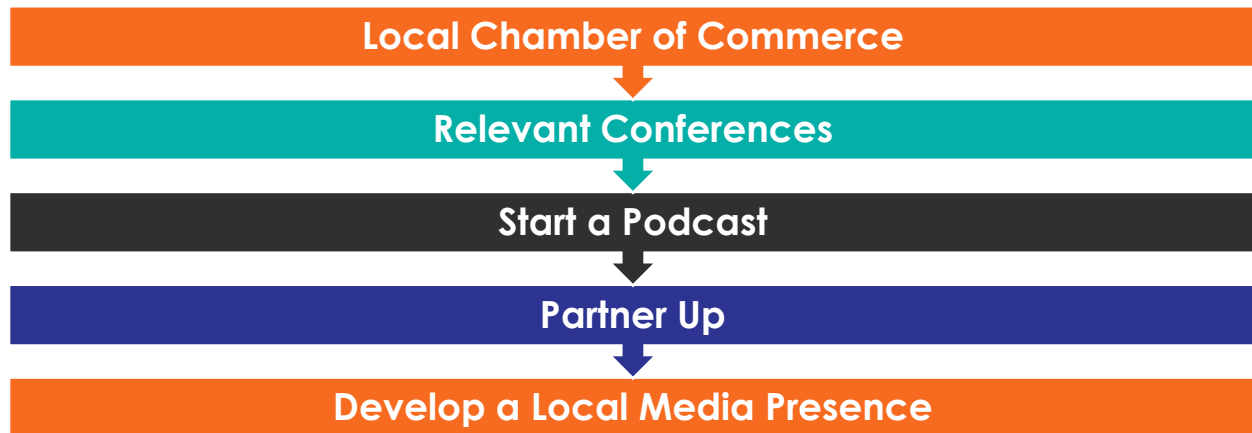 Local Chamber of Commerce
Relevant Conferences
Start a Podcast
Partner Up
Develop a Local Media Presence